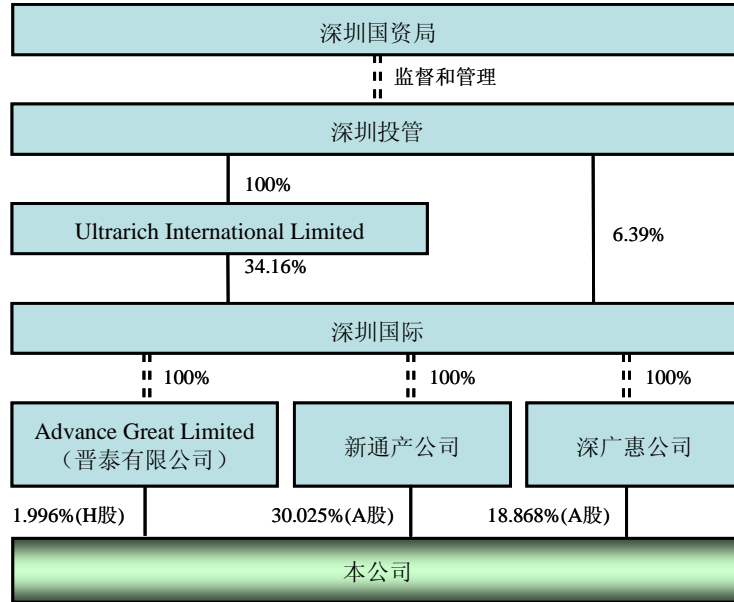 深圳国资局
监督和管理
深圳投管
100%
Ultrarich International Limited
6.39%
34.16%
深圳国际
100%
100%
100%
Advance Great Limited
（晋泰有限公司）
新通产公司
深广惠公司
1.996%(H股)
30.025%(A股)
18.868%(A股)
本公司